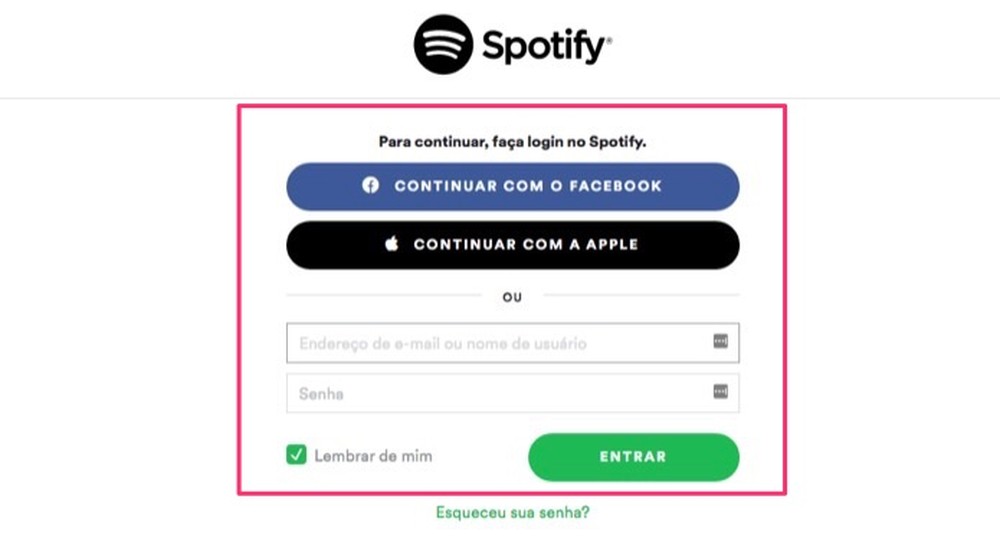 Spotify®
Para continuar, faça login no Spotify.
CONTINUAR COM O FACEBOOK
CONTINUAR COM A APPLE
OU
Endereço de e-mail ou nome de usuário
Senha
Lembrar de mim
ENTRAR
Esqueceu sua senha?